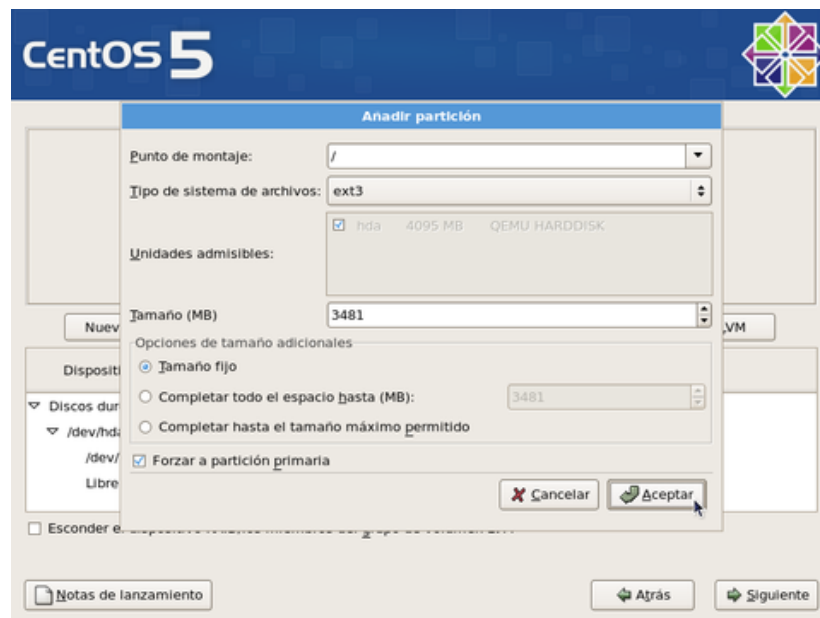 CentOS 5
Añadir partición
Punto de montaje: /
Tipo de sistema de archivos: ext3
hda 4095 MB QEMU HARDDISK
Unidades admisibles:
Tamaño (MB) 3481
Nuev VM
Opciones de tamaño adicionales
Tamaño fijo
Dispositi
Completar todo el espacio hasta (MB): 3481
Discos dur
Completar hasta el tamaño máximo permitido
/dev/hda
/dev/
Forzar a partición primaria
Libre
Cancelar Aceptar
Esconder e
Notas de lanzamiento Atrás Siguiente